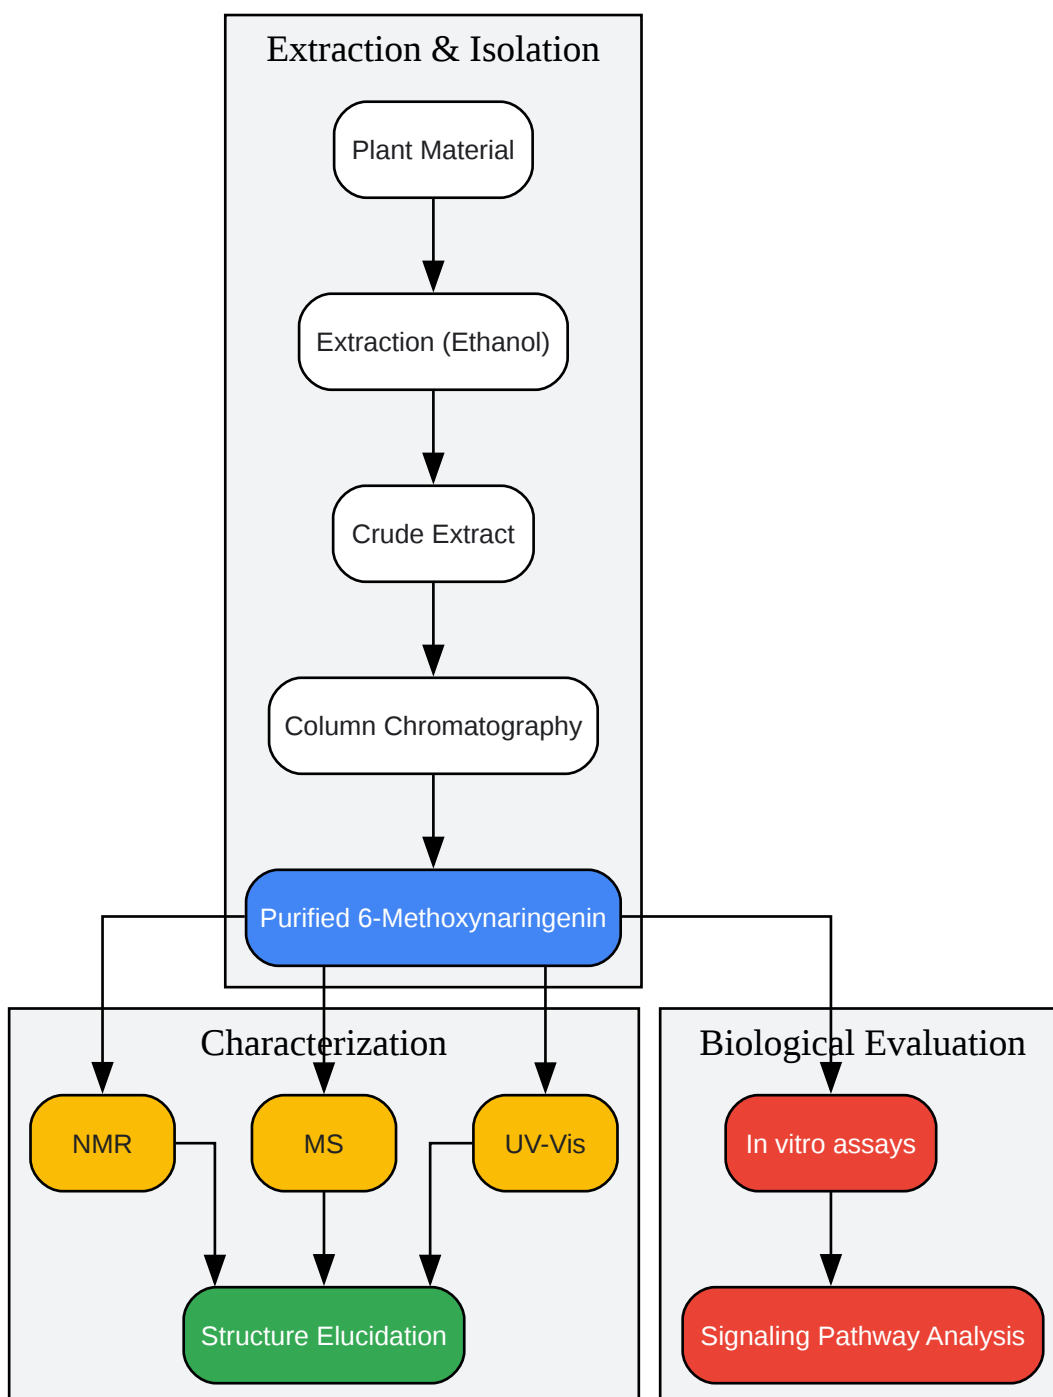 Extraction & Isolation
Plant Material
Extraction (Ethanol)
Crude Extract
Column Chromatography
Purified 6-Methoxynaringenin
Characterization
NMR
MS
UV-Vis
Structure Elucidation
Biological Evaluation
In vitro assays
Signaling Pathway Analysis